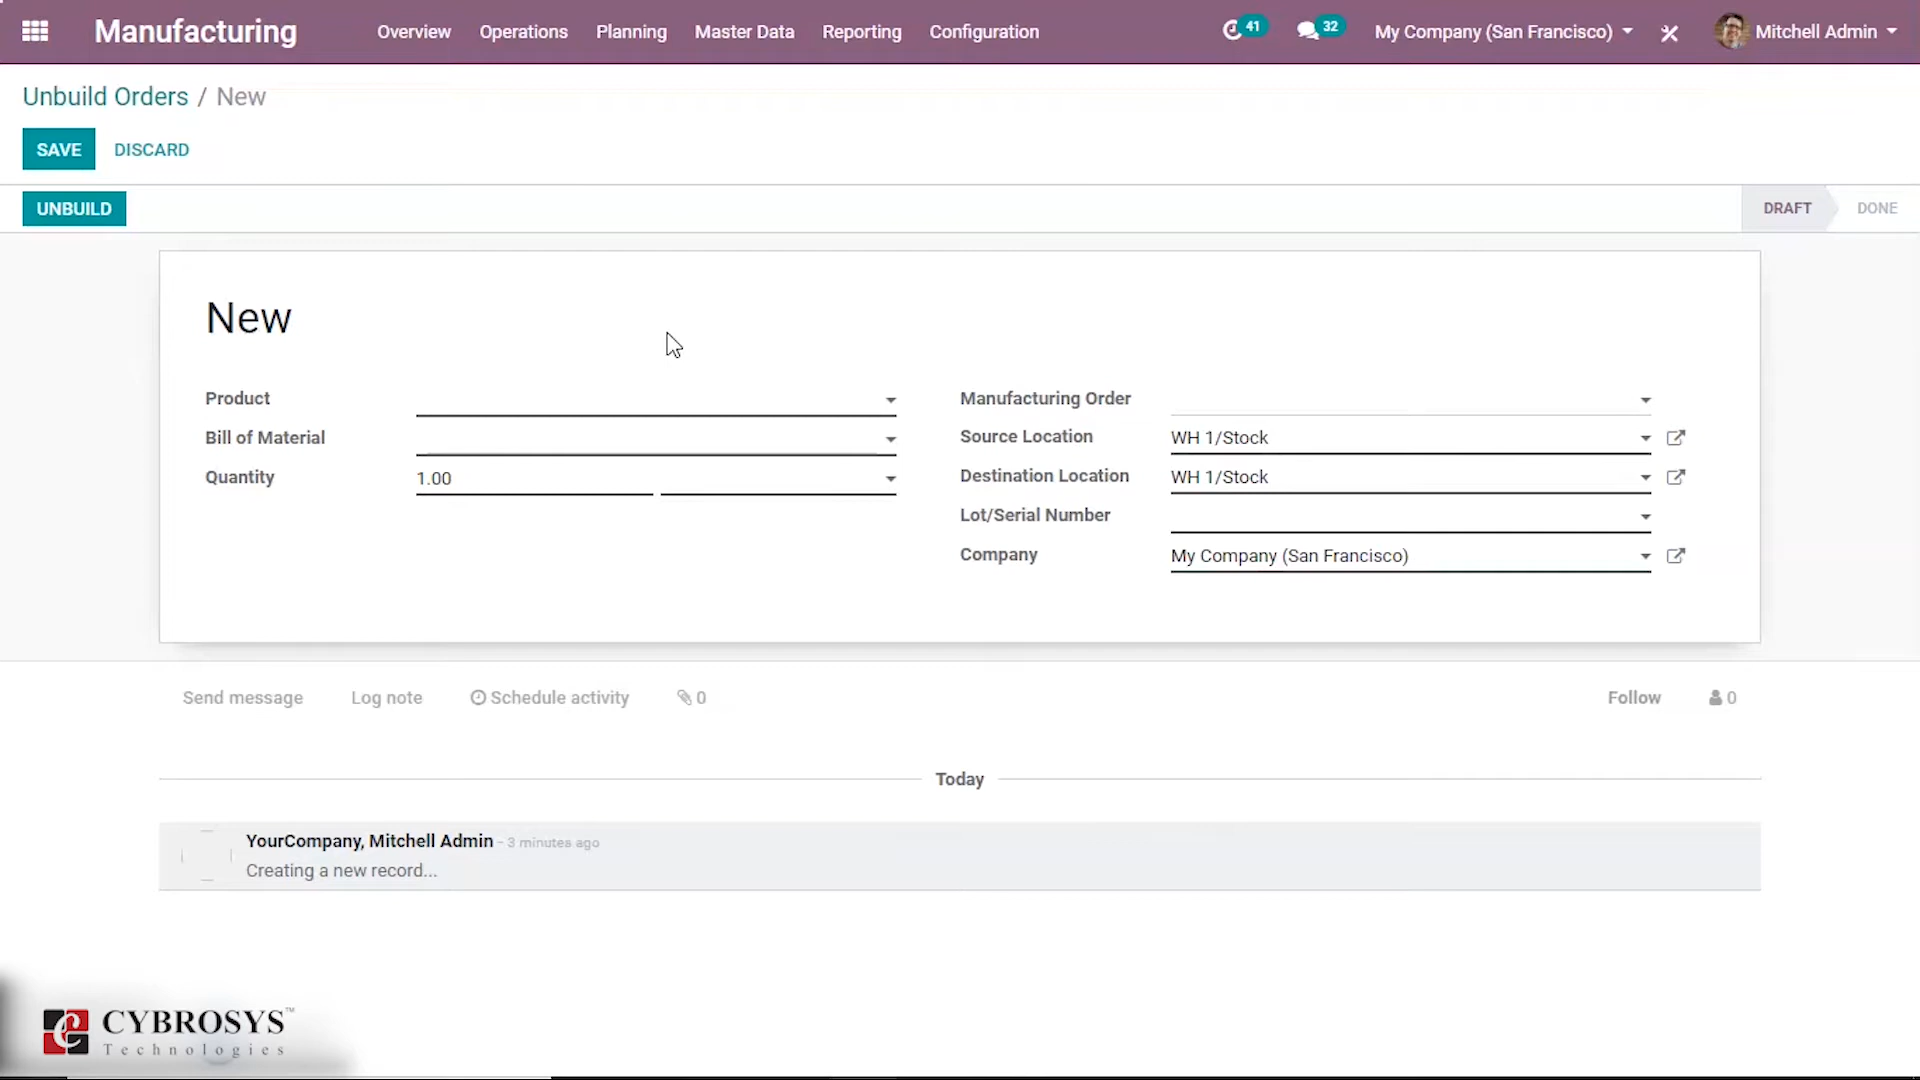 Manufacturing Overview Operations Planning Master Data Reporting Configuration 41 32 My Company (San Francisco) Mitchell Admin
Unbuild Orders / New
SAVE DISCARD
UNBUILD DRAFT DONE
New
Product Manufacturing Order
Bill of Material Source Location WH 1/Stock
Quantity 1.00 Destination Location WH 1/Stock
Lot/Serial Number
Company My Company (San Francisco)
Send message Log note Schedule activity 0 Follow 0
Today
YourCompany, Mitchell Admin - 3 minutes ago
Creating a new record...
CYBROSYS™
Technologies